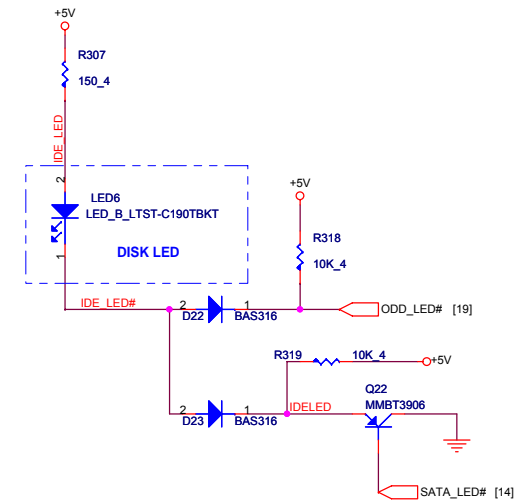 +5V
R307
150_4
IDE_LED
2
LED6
LED_B_LTST-C190TBKT
1
DISK LED
+5V
R318
10K_4
IDE_LED#
2
1
D22
BAS316
ODD_LED# [19]
R319
10K_4
+5V
Q22
MMBT3906
2
1
IDELED
D23
BAS316
SATA_LED# [14]